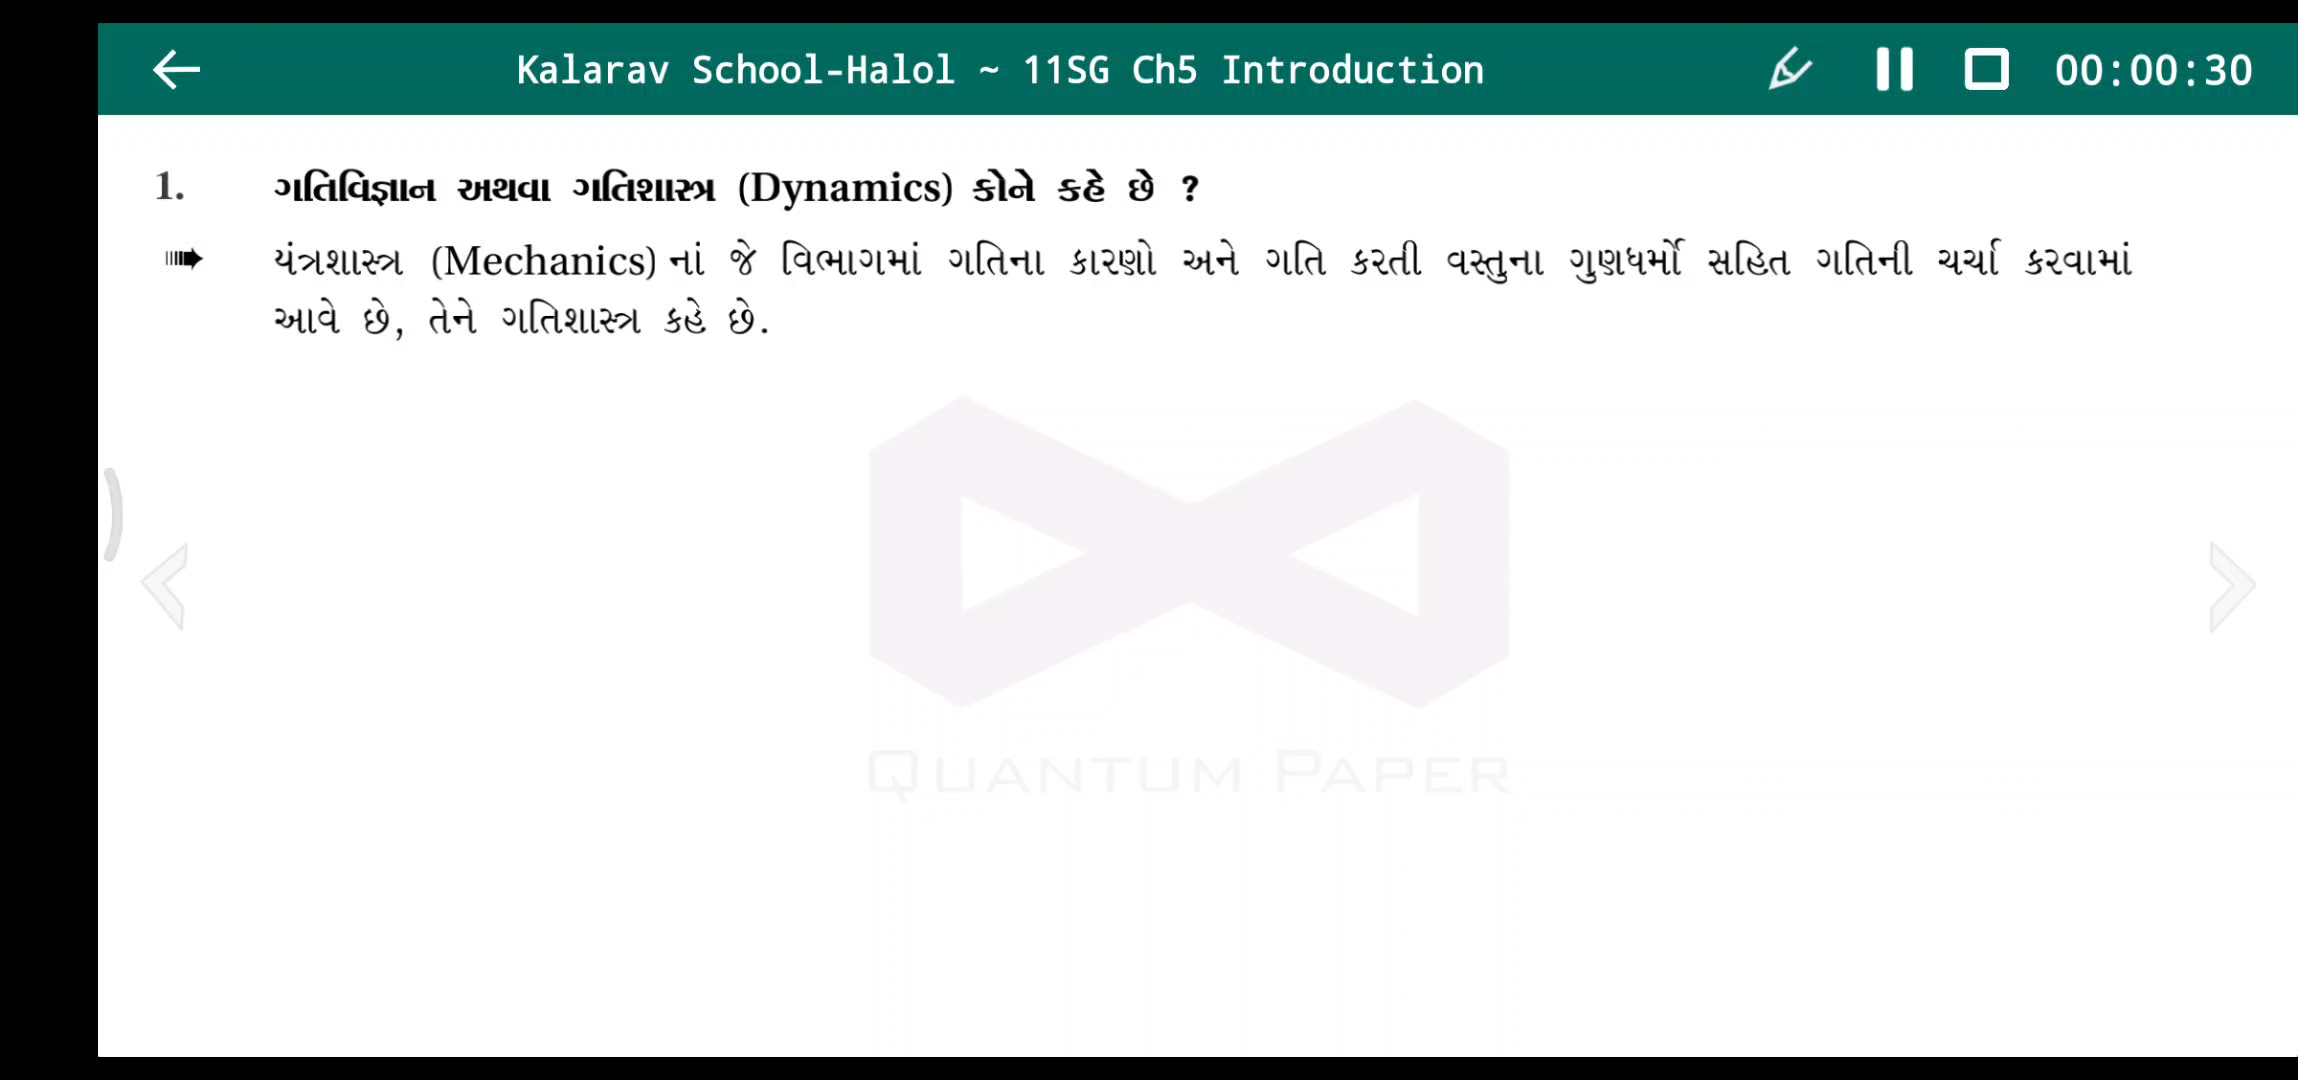 Kalarav School-Halol ~ 11SG Ch5 Introduction 00:00:30
1. ગતિવિજ્ઞાન અથવા ગતિશાસ્ત્ર (Dynamics) કોને કહે છે ?
યંત્રશાસ્ત્ર (Mechanics) નાં જે વિભાગમાં ગતિના કારણો અને ગતિ કરતી વસ્તુના ગુણધર્મો સહિત ગતિની ચર્ચા કરવામાં
આવે છે, તેને ગતિશાસ્ત્ર કહે છે.
QUANTUM PAPER